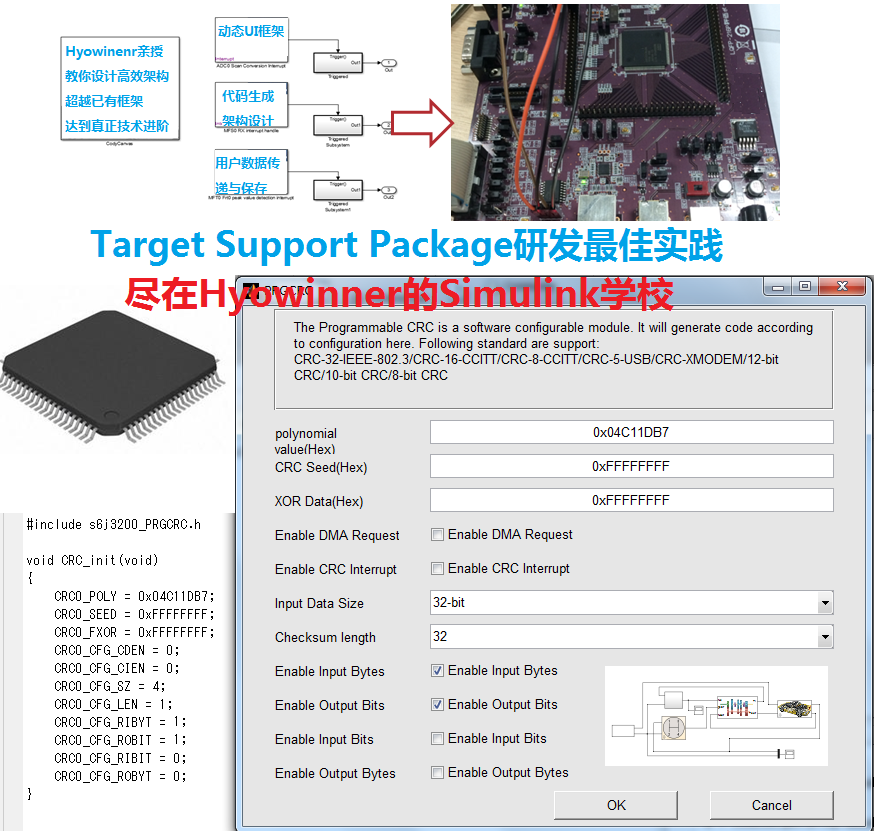 Hyowinenr亲授
教你设计高效架构
超越已有框架
达到真正技术进阶
CodyCanvas
动态UI框架
interrupt
ADC0 Scan Conversion Interrupt
Trigger()
Out1
Triggered
1
Out
代码生成
架构设计
MFS0 RX interrupt handle
Trigger()
Out1
Triggered
Subsystem
2
用户数据传
递与保存
MFT0 Frt0 peak value detection interrupt
Trigger()
Out1
Triggered
Subsystem1
3
Out2
Target Support Package研发最佳实践
尽在Hyowinner的Simulink学校
PRGCRC
The Programmable CRC is a software configurable module. It will generate code according
to configuration here. Following standard are support:
CRC-32-IEEE-802.3/CRC-16-CCITT/CRC-8-CCITT/CRC-5-USB/CRC-XMODEM/12-bit
CRC/10-bit CRC/8-bit CRC
polynomial
value(Hex)
0x04C11DB7
CRC Seed(Hex)
0xFFFFFFFF
XOR Data(Hex)
0xFFFFFFFF
Enable DMA Request
Enable DMA Request
Enable CRC Interrupt
Enable CRC Interrupt
Input Data Size
32-bit
Checksum length
32
Enable Input Bytes
Enable Input Bytes
Enable Output Bits
Enable Output Bits
Enable Input Bits
Enable Input Bits
Enable Output Bytes
Enable Output Bytes
OK
Cancel
#include s6j3200_PRGCRC.h
void CRC_init(void)
{
CRC0_POLY = 0x04C11DB7;
CRC0_SEED = 0xFFFFFFFF;
CRC0_FXOR = 0xFFFFFFFF;
CRC0_CFG_CDEN = 0;
CRC0_CFG_CIEN = 0;
CRC0_CFG_SZ = 4;
CRC0_CFG_LEN = 1;
CRC0_CFG_RIBYT = 1;
CRC0_CFG_ROBIT = 1;
CRC0_CFG_RIBIT = 0;
CRC0_CFG_ROBYT = 0;
}